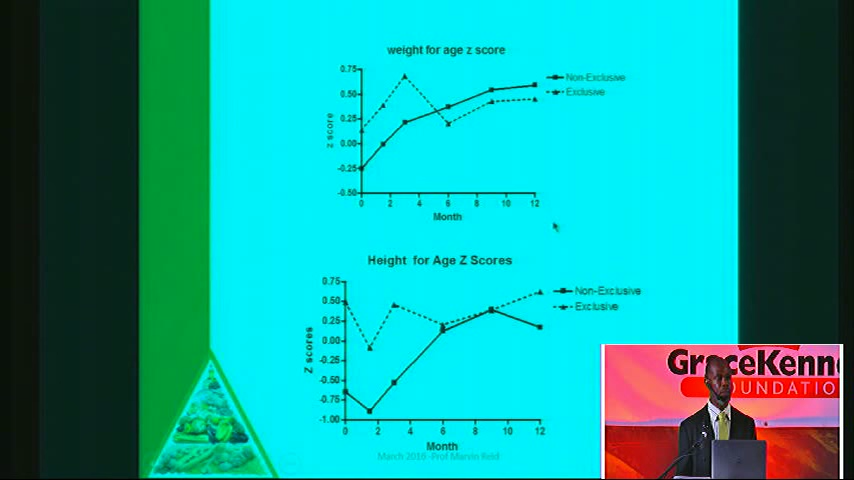 weight for age z score
0.75
0.50
0.25
0.00
-0.25
-0.50
z score
0 2 4 6 8 10 12
Month
Non-Exclusive
Exclusive
Height for Age Z Scores
0.75
0.50
0.25
0.00
-0.25
-0.50
-0.75
-1.00
Z scores
0 2 4 6 8 10 12
Month
Non-Exclusive
Exclusive
March 2016 -Prof Marvin Reid
GraceKenne
FOUNDATIO